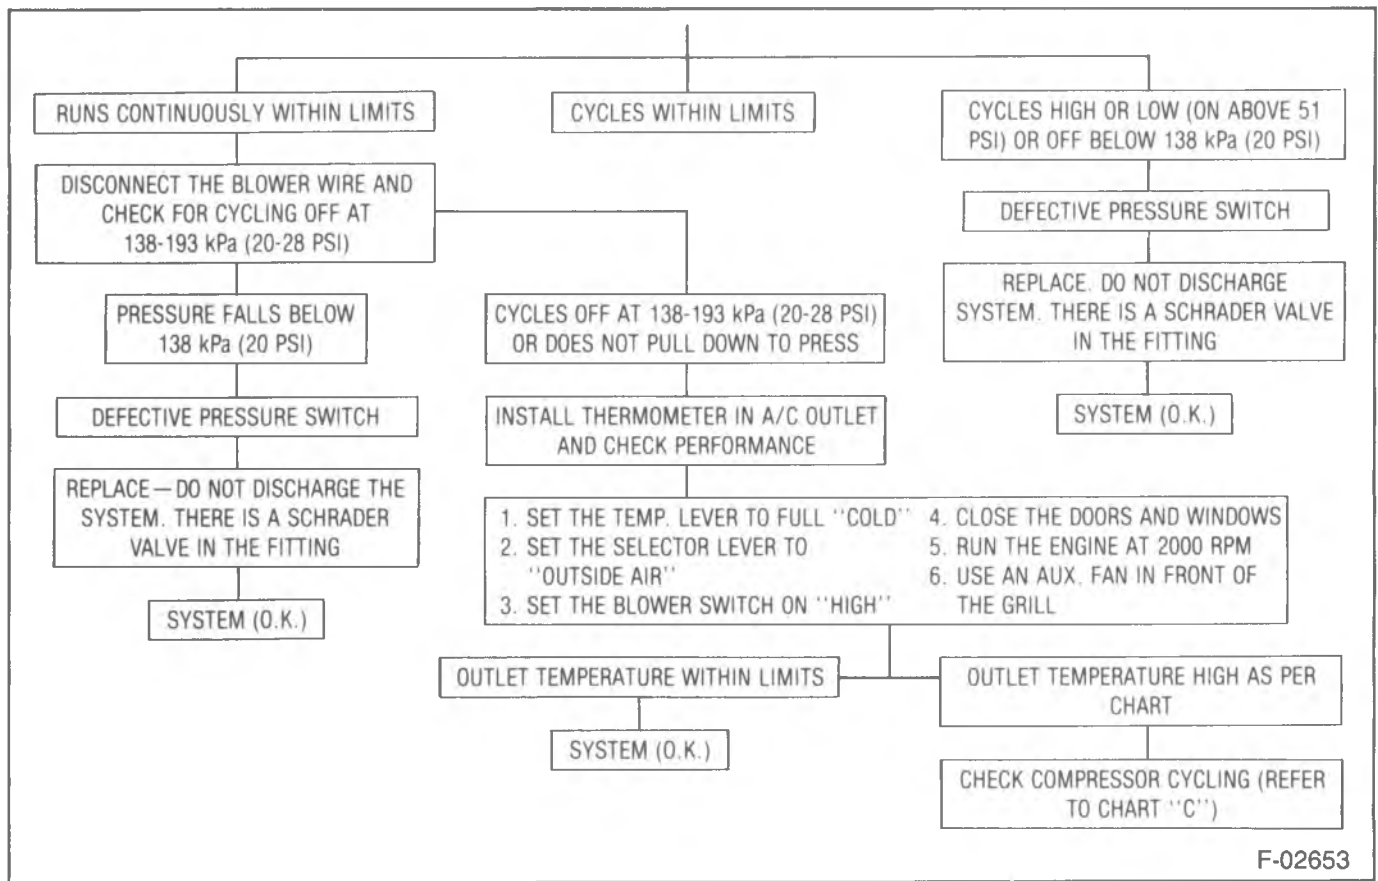 RUNS CONTINUOUSLY WITHIN LIMITS
CYCLES WITHIN LIMITS
CYCLES HIGH OR LOW (ON ABOVE 51
PSI) OR OFF BELOW 138 kPa (20 PSI)
DISCONNECT THE BLOWER WIRE AND
CHECK FOR CYCLING OFF AT
138-193 kPa (20-28 PSI)
DEFECTIVE PRESSURE SWITCH
REPLACE. DO NOT DISCHARGE
SYSTEM. THERE IS A SCHRADER VALVE
IN THE FITTING
SYSTEM (O.K.)
PRESSURE FALLS BELOW
138 kPa (20 PSI)
CYCLES OFF AT 138-193 kPa (20-28 PSI)
OR DOES NOT PULL DOWN TO PRESS
DEFECTIVE PRESSURE SWITCH
INSTALL THERMOMETER IN A/C OUTLET
AND CHECK PERFORMANCE
REPLACE—DO NOT DISCHARGE THE
SYSTEM. THERE IS A SCHRADER
VALVE IN THE FITTING
SYSTEM (O.K.)
1. SET THE TEMP. LEVER TO FULL "COLD"
2. SET THE SELECTOR LEVER TO
"OUTSIDE AIR"
3. SET THE BLOWER SWITCH ON "HIGH"
4. CLOSE THE DOORS AND WINDOWS
5. RUN THE ENGINE AT 2000 RPM
6. USE AN AUX. FAN IN FRONT OF
THE GRILL
OUTLET TEMPERATURE WITHIN LIMITS
SYSTEM (O.K.)
OUTLET TEMPERATURE HIGH AS PER
CHART
CHECK COMPRESSOR CYCLING (REFER
TO CHART "C")
F-02653